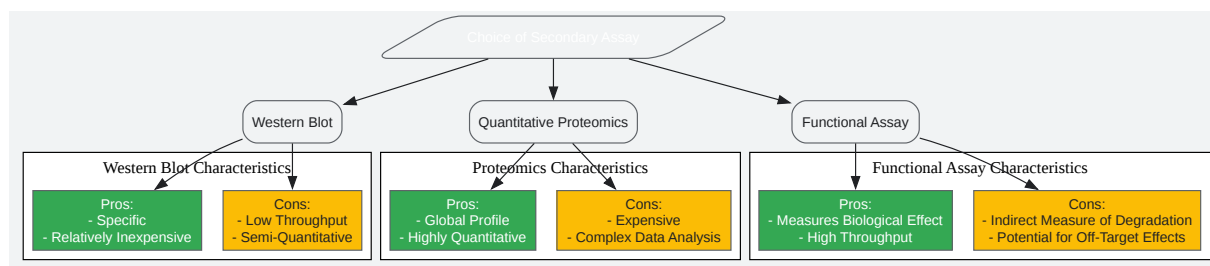 Choice of Secondary Assay
Western Blot
Quantitative Proteomics
Functional Assay
Western Blot Characteristics
Pros:
- Specific
- Relatively Inexpensive
Cons:
- Low Throughput
- Semi-Quantitative
Proteomics Characteristics
Pros:
- Global Profile
- Highly Quantitative
Cons:
- Expensive
- Complex Data Analysis
Functional Assay Characteristics
Pros:
- Measures Biological Effect
- High Throughput
Cons:
- Indirect Measure of Degradation
- Potential for Off-Target Effects